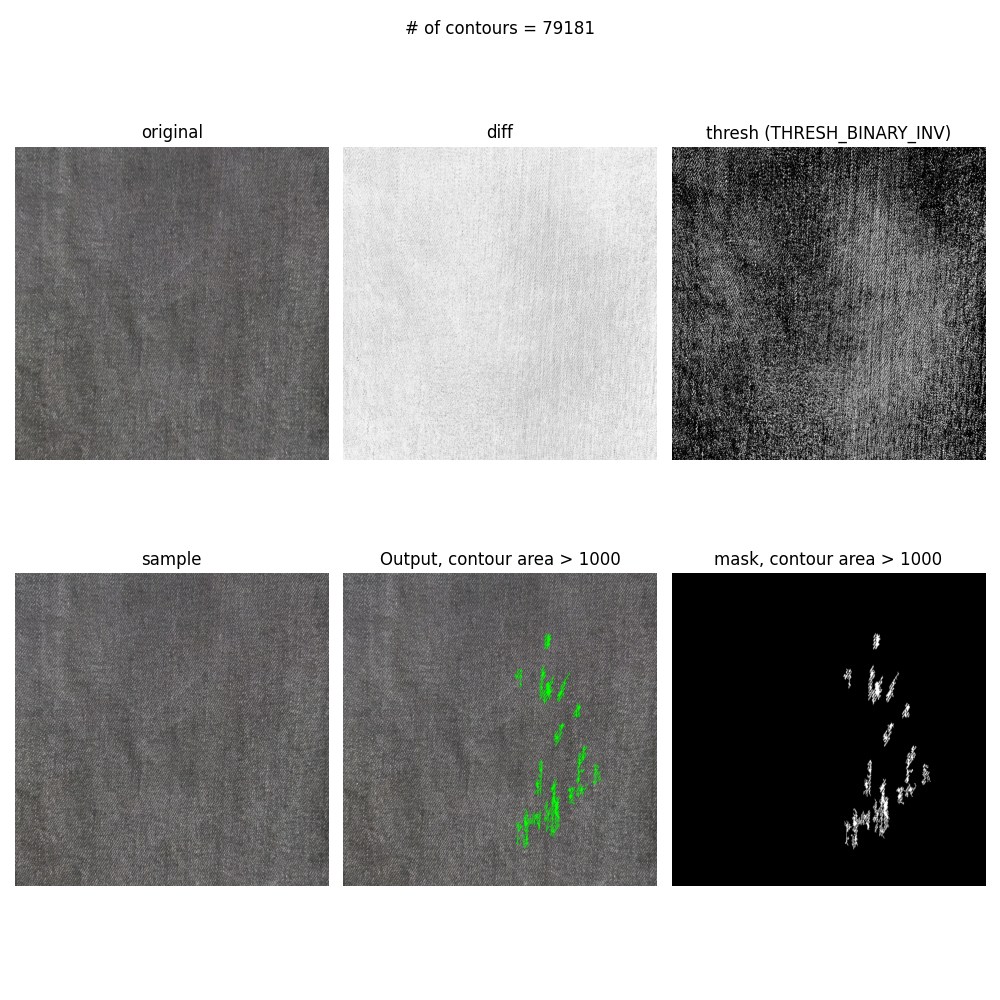 # of contours = 79181
original
diff
thresh (THRESH_BINARY_INV)
sample
Output, contour area > 1000
mask, contour area > 1000